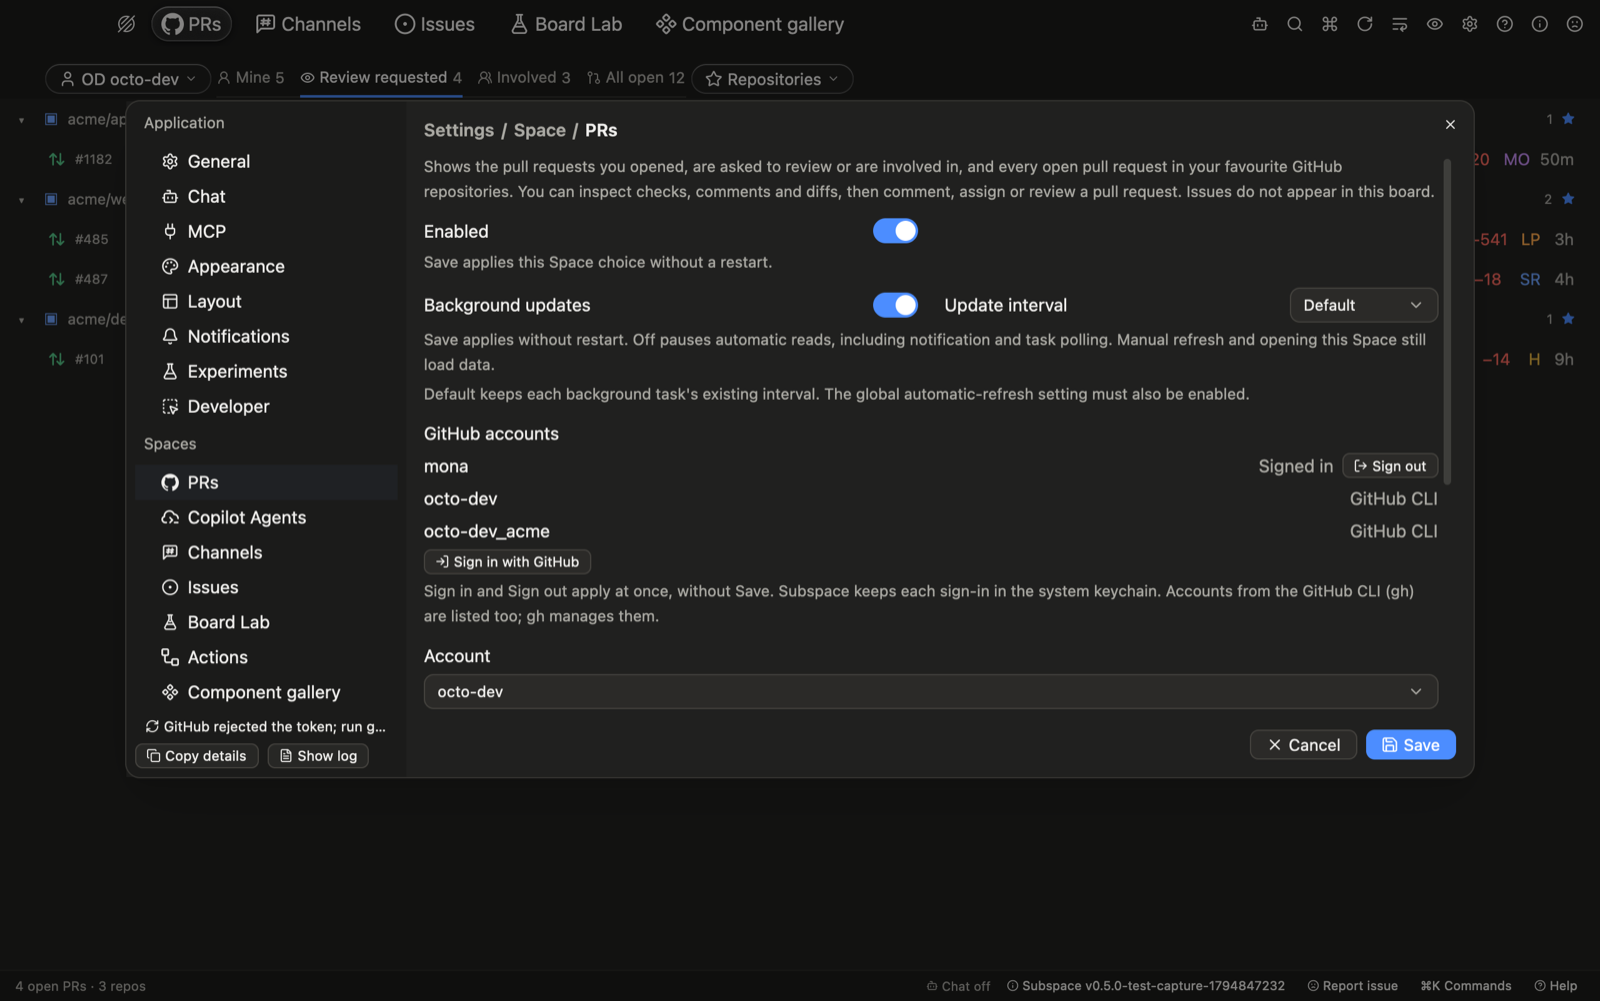 PRs
Channels
Issues
Board Lab
Component gallery
OD octo-dev
Mine 5
Review requested 4
Involved 3
All open 12
Repositories
acme/ap
1
#1182
20 MO 50m
acme/we
2
#485
-541 LP 3h
#487
−18 SR 4h
acme/de
1
#101
−14 H 9h
Application
General
Chat
MCP
Appearance
Layout
Notifications
Experiments
Developer
Spaces
PRs
Copilot Agents
Channels
Issues
Board Lab
Actions
Component gallery
GitHub rejected the token; run g...
Copy details
Show log
Settings / Space / PRs
Shows the pull requests you opened, are asked to review or are involved in, and every open pull request in your favourite GitHub
repositories. You can inspect checks, comments and diffs, then comment, assign or review a pull request. Issues do not appear in this board.
Enabled
Save applies this Space choice without a restart.
Background updates
Update interval
Default
Save applies without restart. Off pauses automatic reads, including notification and task polling. Manual refresh and opening this Space still
load data.
Default keeps each background task's existing interval. The global automatic-refresh setting must also be enabled.
GitHub accounts
mona
Signed in
Sign out
octo-dev
GitHub CLI
octo-dev_acme
GitHub CLI
Sign in with GitHub
Sign in and Sign out apply at once, without Save. Subspace keeps each sign-in in the system keychain. Accounts from the GitHub CLI (gh)
are listed too; gh manages them.
Account
octo-dev
Cancel
Save
4 open PRs · 3 repos
Chat off
Subspace v0.5.0-test-capture-1794847232
Report issue
⌘K Commands
Help